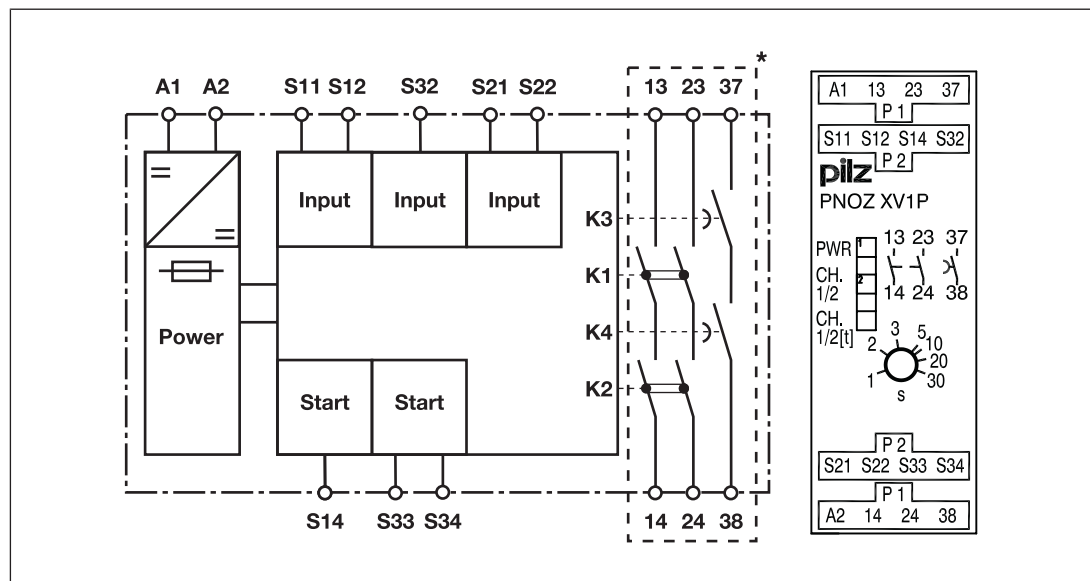 *
A1 A2 S11 S12 S32 S21 S22 13 23 37
Input Input Input
K3
K1
K4
K2
Power
Start Start
S14 S33 S34 14 24 38
A1 13 23 37
P 1
S11 S12 S14 S32
P 2
pilz
PNOZ XV1P
PWR 1 13 23 37
CH. 2
1/2 14 24 38
CH.
1/2[t]
1 2 3 5 10 20 30
s
P 2
S21 S22 S33 S34
P 1
A2 14 24 38